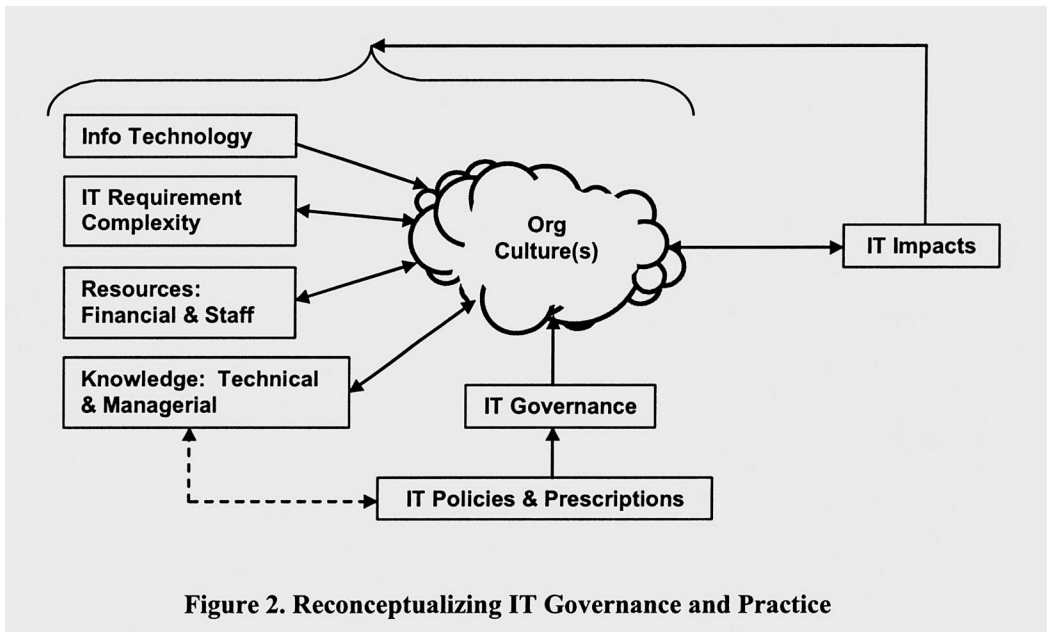 Info Technology
IT Requirement
Complexity
Resources:
Financial & Staff
Knowledge: Technical
& Managerial
Org
Culture(s)
IT Impacts
IT Governance
IT Policies & Prescriptions
Figure 2. Reconceptualizing IT Governance and Practice